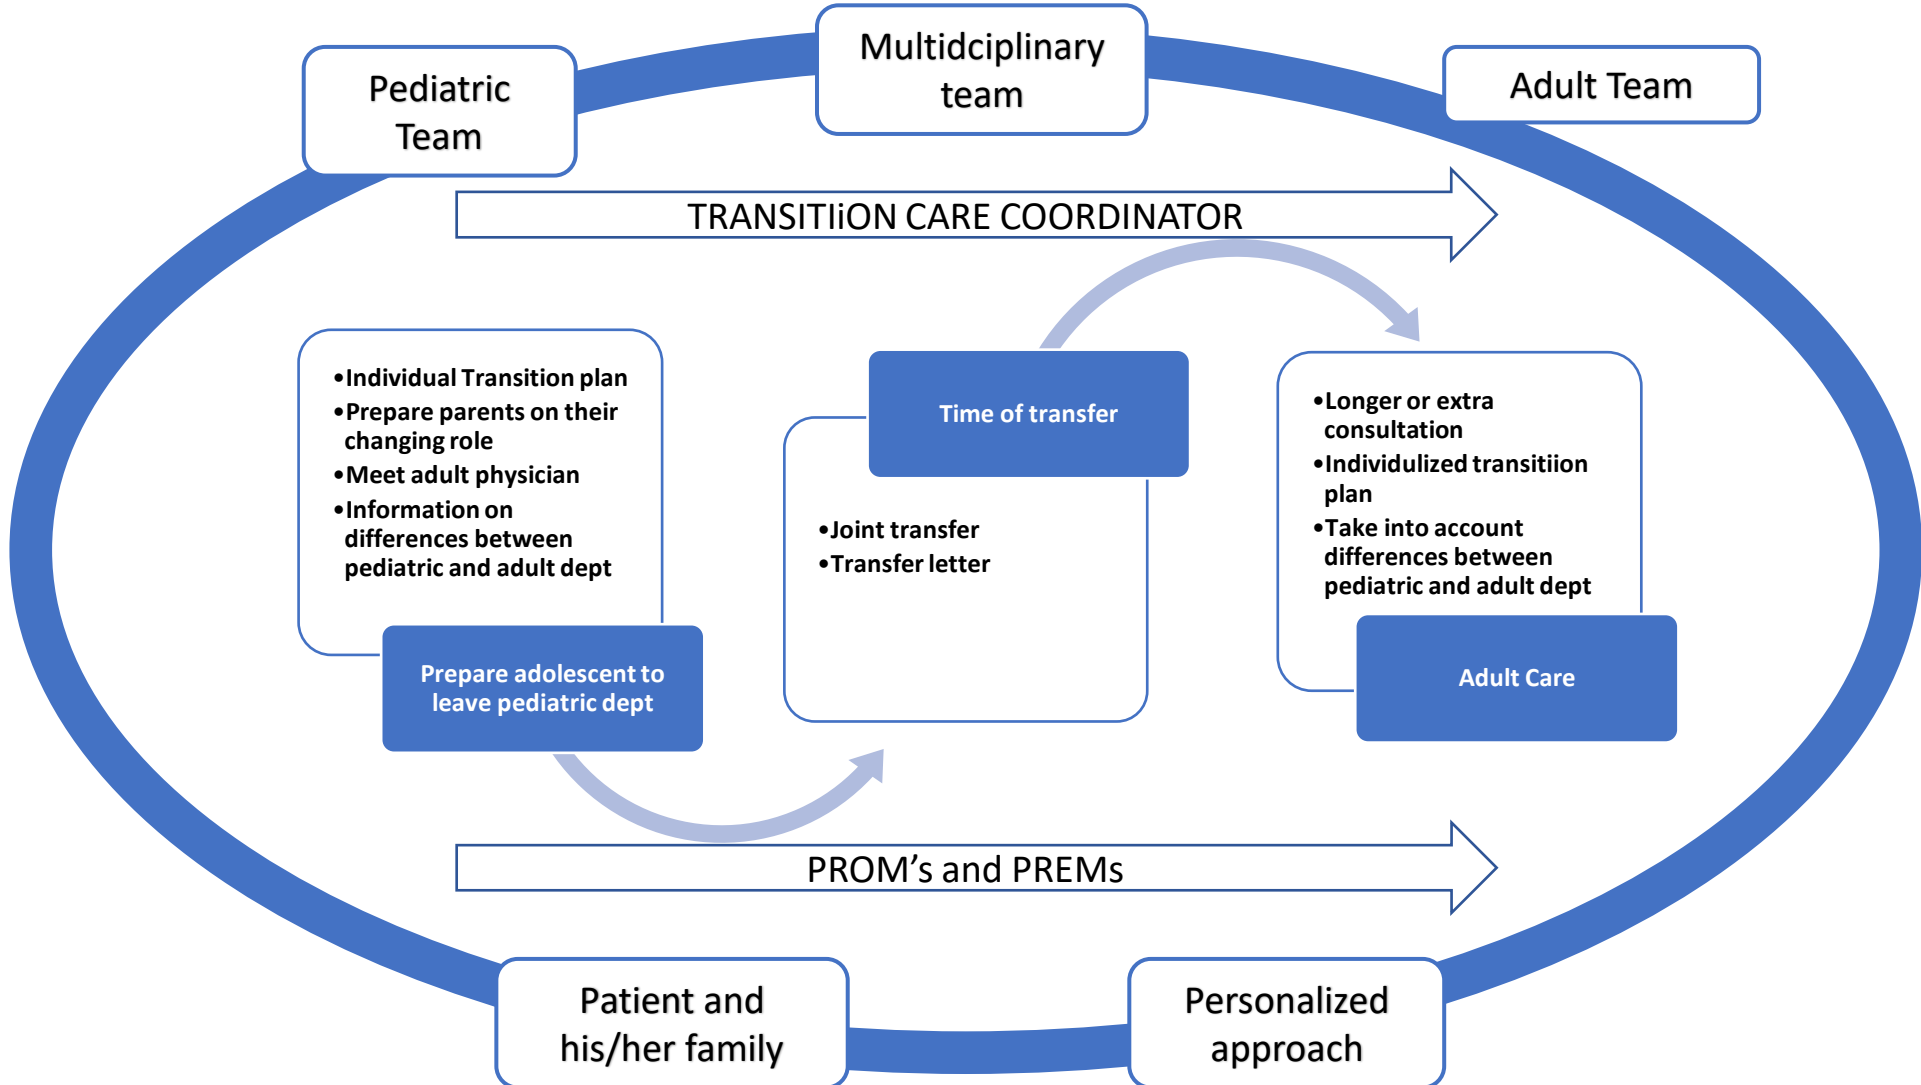 Pediatric
Team
Multidciplinary
team
Adult Team
TRANSITIiON CARE COORDINATOR
•Individual Transition plan
•Prepare parents on their
changing role
•Meet adult physician
•Information on
differences between
pediatric and adult dept
Prepare adolescent to
leave pediatric dept
Time of transfer
•Joint transfer
•Transfer letter
•Longer or extra
consultation
•Individulized transitiion
plan
•Take into account
differences between
pediatric and adult dept
Adult Care
PROM’s and PREMs
Patient and
his/her family
Personalized
approach